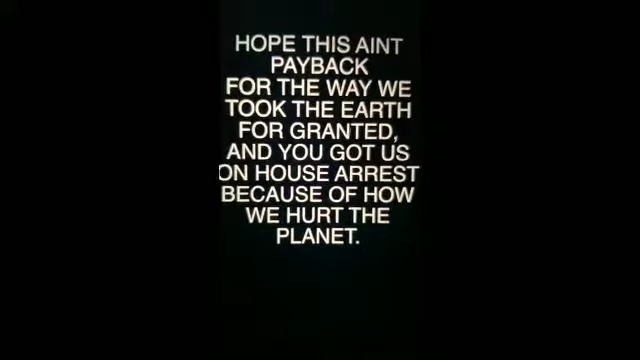 HOPE THIS AINT
PAYBACK
FOR THE WAY WE
TOOK THE EARTH
FOR GRANTED,
AND YOU GOT US
ON HOUSE ARREST
BECAUSE OF HOW
WE HURT THE
PLANET.